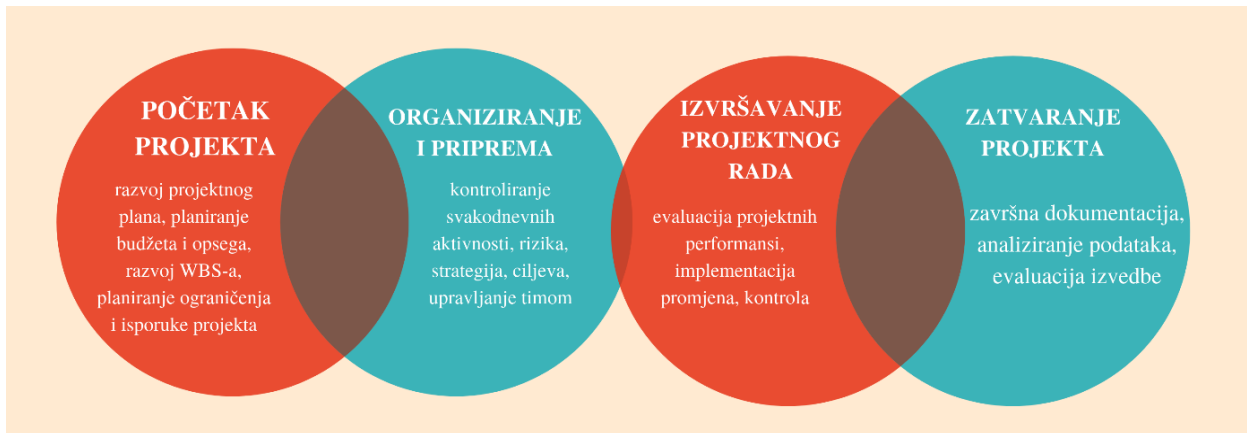 POČETAK
PROJEKTA
razvoj projektnog
plana, planiranje
budžeta i opsega,
razvoj WBS-a,
planiranje ograničenja
i isporuke projekta
ORGANIZIRANJE
I PRIPREMA
kontroliranje
svakodnevnih
aktivnosti, rizika,
strategija, ciljeva,
upravljanje timom
IZVRŠAVANJE
PROJEKTNOG
RADA
evaluacija projektnih
performansi,
implementacija
promjena, kontrola
ZATVARANJE
PROJEKTA
završna dokumentacija,
analiziranje podataka,
evaluacija izvedbe